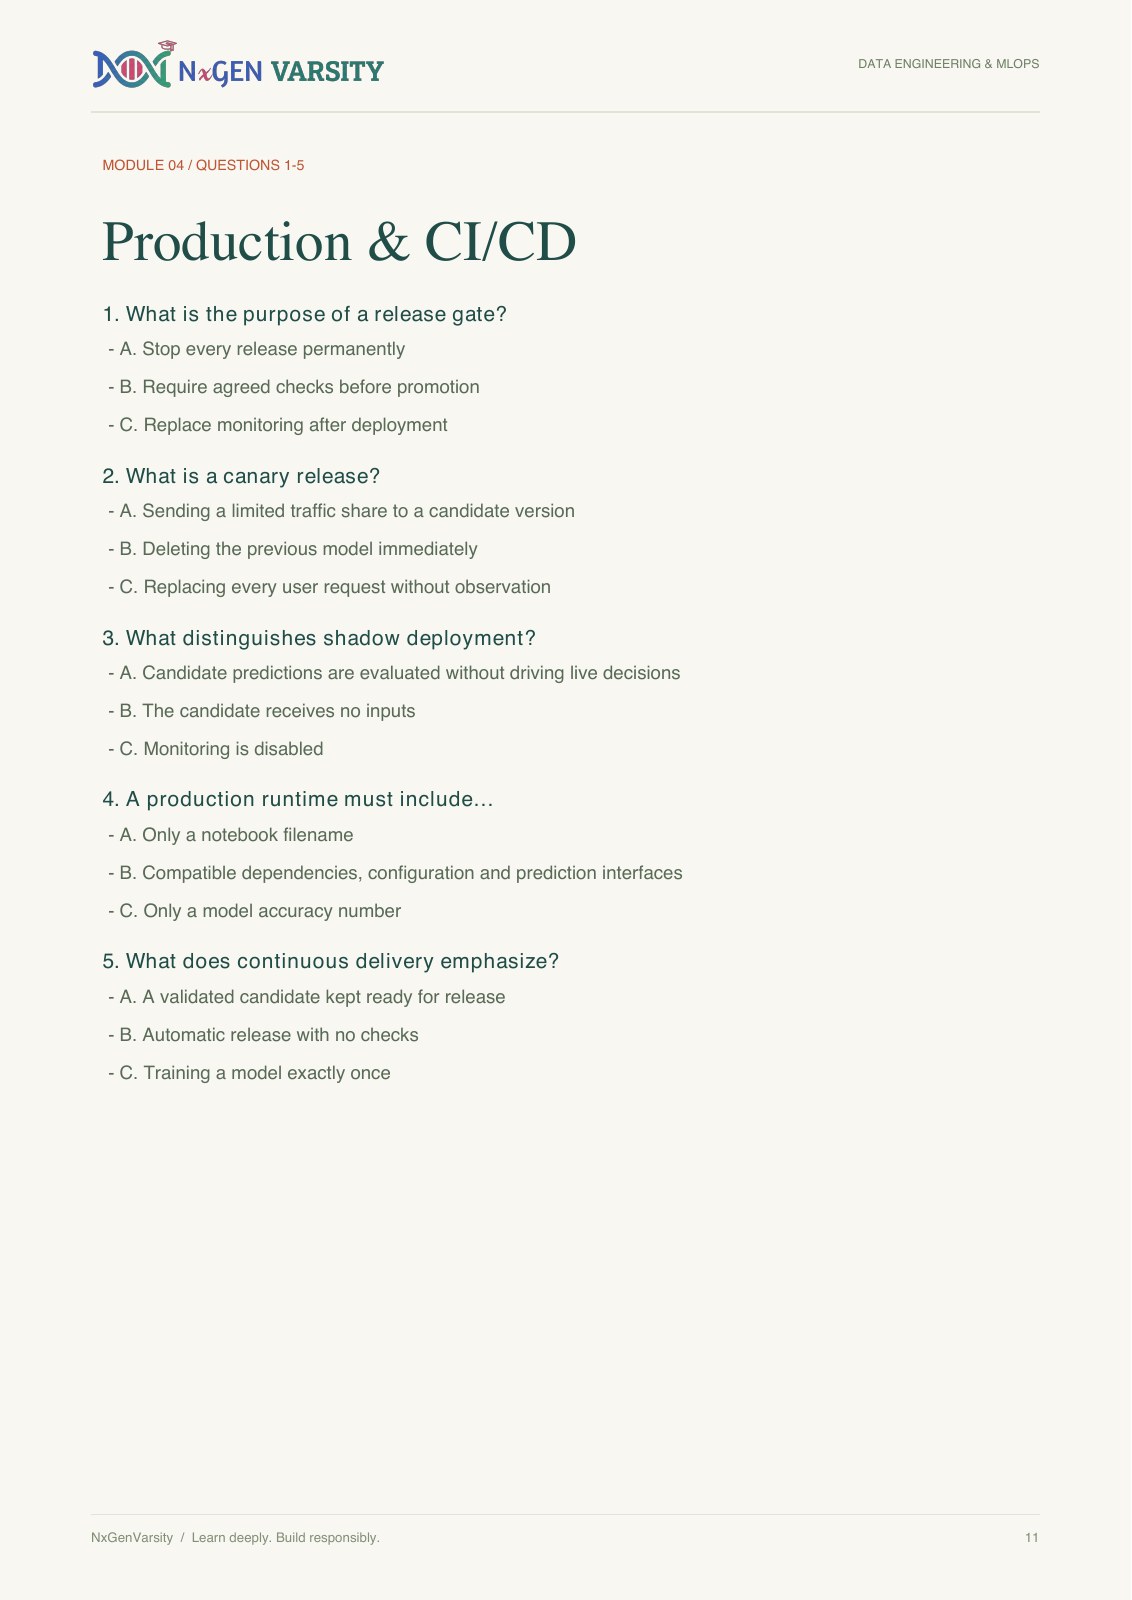 NxGEN VARSITY
DATA ENGINEERING & MLOPS
MODULE 04 / QUESTIONS 1-5
Production & CI/CD
1. What is the purpose of a release gate?
- A. Stop every release permanently
- B. Require agreed checks before promotion
- C. Replace monitoring after deployment
2. What is a canary release?
- A. Sending a limited traffic share to a candidate version
- B. Deleting the previous model immediately
- C. Replacing every user request without observation
3. What distinguishes shadow deployment?
- A. Candidate predictions are evaluated without driving live decisions
- B. The candidate receives no inputs
- C. Monitoring is disabled
4. A production runtime must include…
- A. Only a notebook filename
- B. Compatible dependencies, configuration and prediction interfaces
- C. Only a model accuracy number
5. What does continuous delivery emphasize?
- A. A validated candidate kept ready for release
- B. Automatic release with no checks
- C. Training a model exactly once
NxGenVarsity / Learn deeply. Build responsibly.
11